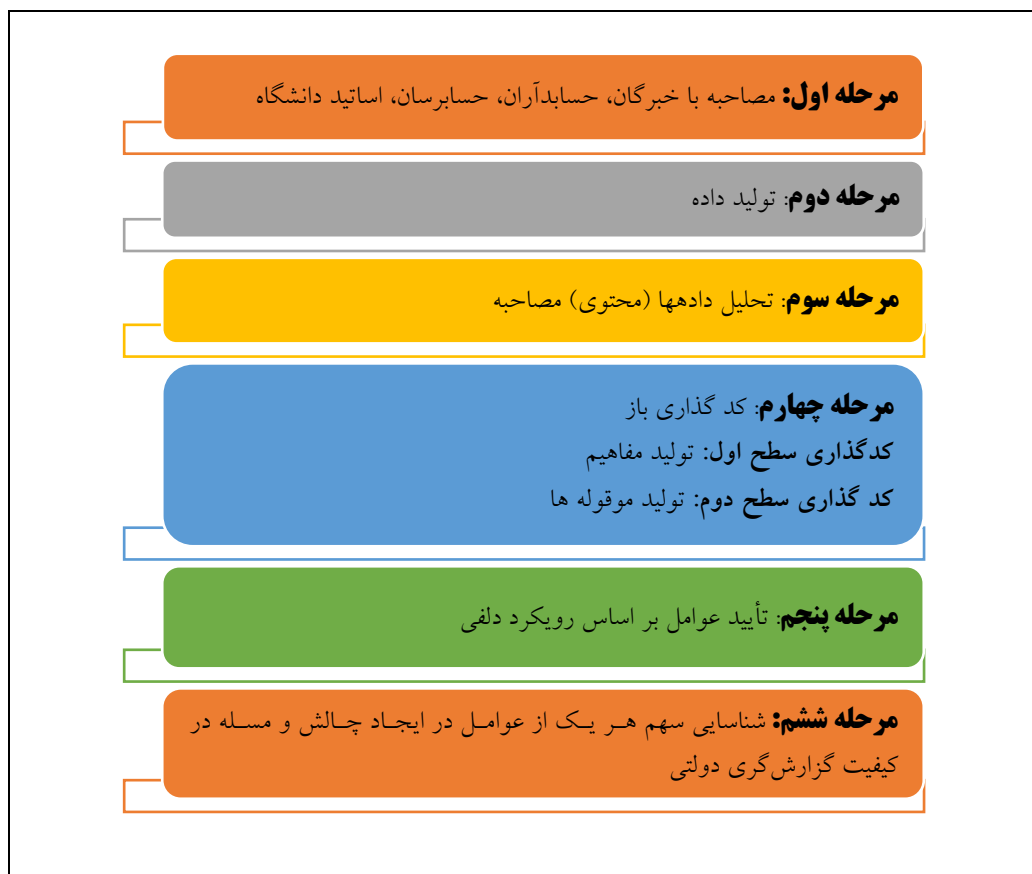 مرحله اول: مصاحبه با خبرگان، حسابدآران، حسابرسان، اساتید دانشگاه
مرحله دوم: تولید داده
مرحله سوم: تحلیل دادهها (محتوی) مصاحبه
مرحله چهارم: کد گذاری باز
کدگذاری سطح اول: تولید مفاهیم
کد گذاری سطح دوم: تولید موقوله ها
مرحله پنجم: تأیید عوامل بر اساس رویکرد دلفی
مرحله ششم: شناسایی سهم هر یک از عوامل در ایجاد چالش و مسله در
کیفیت گزارش‌گری دولتی